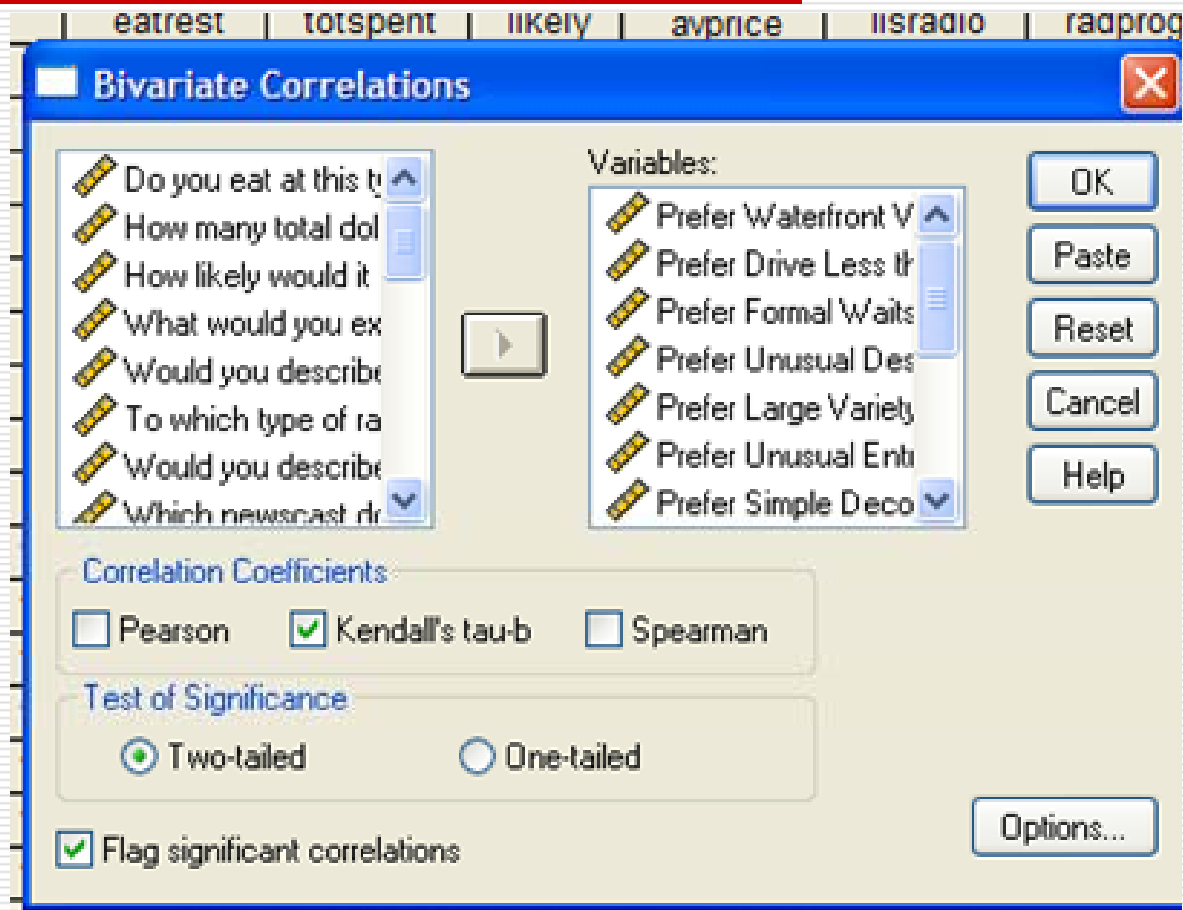 eatrest totspent likely avprice lisradio radprog
Bivariate Correlations
Do you eat at this ty
How many total dol
How likely would it
What would you ex
Would you describe
To which type of ra
Would you describe
Which newscast do
Variables:
Prefer Waterfront V
Prefer Drive Less th
Prefer Formal Waits
Prefer Unusual Des
Prefer Large Variety
Prefer Unusual Entr
Prefer Simple Deco
OK
Paste
Reset
Cancel
Help
Correlation Coefficients
Pearson Kendall's tau-b Spearman
Test of Significance
Two-tailed One-tailed
Flag significant correlations
Options...